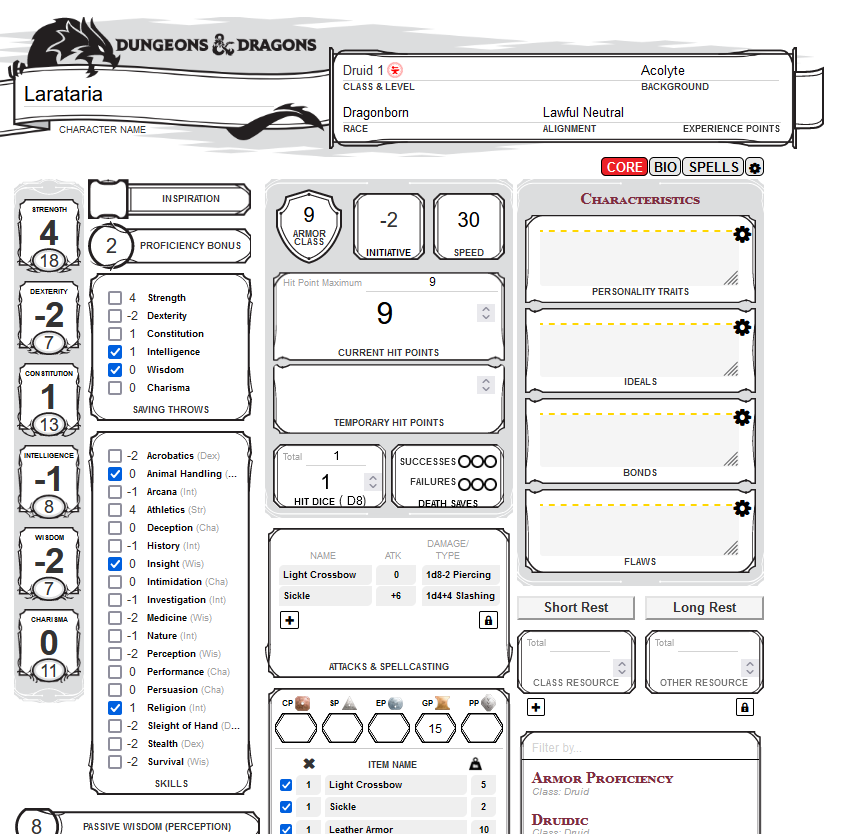 DUNGEONS & DRAGONS
Larataria
CHARACTER NAME
Druid 1
CLASS & LEVEL
Acolyte
BACKGROUND
Dragonborn
RACE
Lawful Neutral
ALIGNMENT
EXPERIENCE POINTS
CORE BIO SPELLS
STRENGTH
4
18
DEXTERITY
-2
7
CONSTITUTION
1
13
INTELLIGENCE
-1
8
WISDOM
-2
7
CHARISMA
0
11
INSPIRATION
2 PROFICIENCY BONUS
4 Strength
-2 Dexterity
1 Constitution
1 Intelligence
0 Wisdom
0 Charisma
SAVING THROWS
-2 Acrobatics (Dex)
0 Animal Handling (...
-1 Arcana (Int)
4 Athletics (Str)
0 Deception (Cha)
-1 History (Int)
0 Insight (Wis)
0 Intimidation (Cha)
-1 Investigation (Int)
-2 Medicine (Wis)
-1 Nature (Int)
-2 Perception (Wis)
0 Performance (Cha)
0 Persuasion (Cha)
1 Religion (Int)
-2 Sleight of Hand (D...
-2 Stealth (Dex)
-2 Survival (Wis)
SKILLS
8 PASSIVE WISDOM (PERCEPTION)
9
ARMOR
CLASS
-2
INITIATIVE
30
SPEED
Hit Point Maximum 9
9
CURRENT HIT POINTS
TEMPORARY HIT POINTS
Total 1
1
HIT DICE ( D8)
SUCCESSES
FAILURES
DEATH SAVES
NAME ATK DAMAGE/
TYPE
Light Crossbow 0 1d8-2 Piercing
Sickle +6 1d4+4 Slashing
ATTACKS & SPELLCASTING
CP SP EP GP PP
15
ITEM NAME
1 Light Crossbow 5
1 Sickle 2
1 Leather Armor 10
Characteristics
PERSONALITY TRAITS
IDEALS
BONDS
FLAWS
Short Rest Long Rest
Total
CLASS RESOURCE
Total
OTHER RESOURCE
Filter by...
Armor Proficiency
Class: Druid
Druidic
Class: Druid